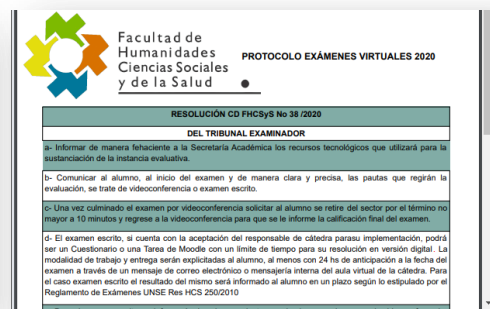 Facultad de
Humanidades
Ciencias Sociales
y de la Salud
PROTOCOLO EXÁMENES VIRTUALES 2020
RESOLUCIÓN CD FHCSyS No 38 /2020
DEL TRIBUNAL EXAMINADOR
a- Informar de manera fehaciente a la Secretaría Académica los recursos tecnológicos que utilizará para la
sustanciación de la instancia evaluativa.
b- Comunicar al alumno, al inicio del examen y de manera clara y precisa, las pautas que regirán la
evaluación, se trate de videoconferencia o examen escrito.
c- Una vez culminado el examen por videoconferencia solicitar al alumno se retire del sector por el término no
mayor a 10 minutos y regrese a la videoconferencia para que se le informe la calificación final del examen.
d- El examen escrito, si cuenta con la aceptación del responsable de cátedra parasu implementación, podrá
ser un Cuestionario o una Tarea de Moodle con un límite de tiempo para su resolución en versión digital. La
modalidad de trabajo y entrega serán explicitadas al alumno, al menos con 24 hs de anticipación a la fecha del
examen a través de un mensaje de correo electrónico o mensajería interna del aula virtual de la cátedra. Para
el caso examen escrito el resultado del mismo será informado al alumno en un plazo según lo estipulado por el
Reglamento de Exámenes UNSE Res HCS 250/2010